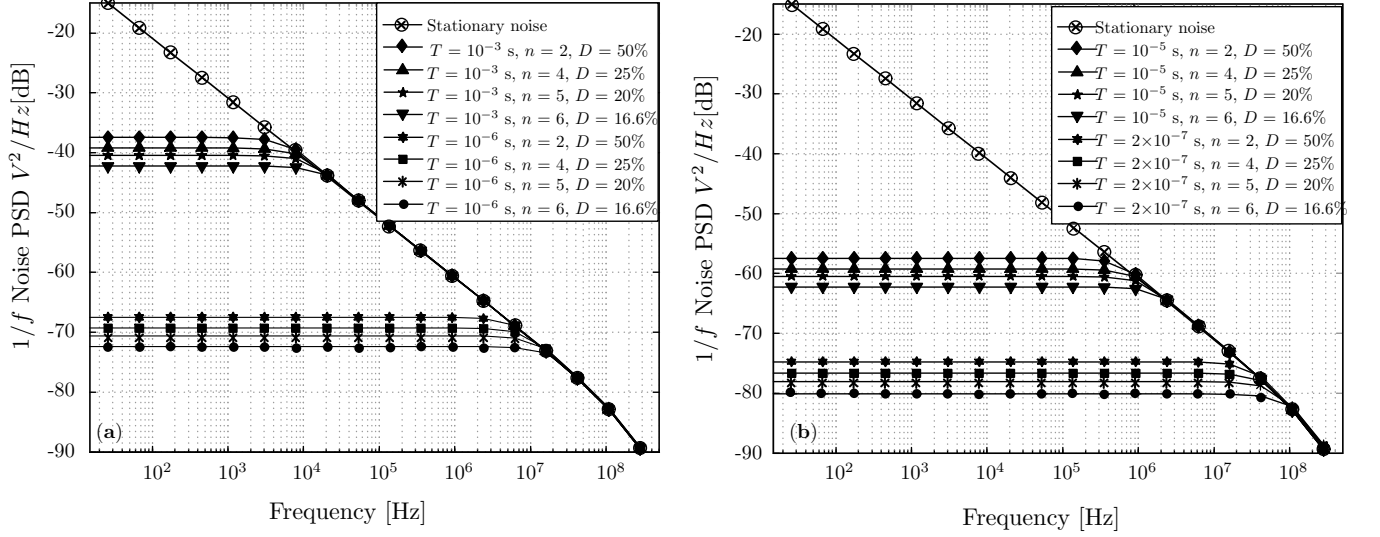 1/f Noise PSD V²/Hz[dB]
-20
-30
-40
-50
-60
-70
-80
-90
Stationary noise
T = 10⁻³ s, n = 2, D = 50%
T = 10⁻³ s, n = 4, D = 25%
T = 10⁻³ s, n = 5, D = 20%
T = 10⁻³ s, n = 6, D = 16.6%
T = 10⁻⁶ s, n = 2, D = 50%
T = 10⁻⁶ s, n = 4, D = 25%
T = 10⁻⁶ s, n = 5, D = 20%
T = 10⁻⁶ s, n = 6, D = 16.6%
(a)
10² 10³ 10⁴ 10⁵ 10⁶ 10⁷ 10⁸
Frequency [Hz]
1/f Noise PSD V²/Hz[dB]
-20
-30
-40
-50
-60
-70
-80
-90
Stationary noise
T = 10⁻⁵ s, n = 2, D = 50%
T = 10⁻⁵ s, n = 4, D = 25%
T = 10⁻⁵ s, n = 5, D = 20%
T = 10⁻⁵ s, n = 6, D = 16.6%
T = 2×10⁻⁷ s, n = 2, D = 50%
T = 2×10⁻⁷ s, n = 4, D = 25%
T = 2×10⁻⁷ s, n = 5, D = 20%
T = 2×10⁻⁷ s, n = 6, D = 16.6%
(b)
10² 10³ 10⁴ 10⁵ 10⁶ 10⁷ 10⁸
Frequency [Hz]